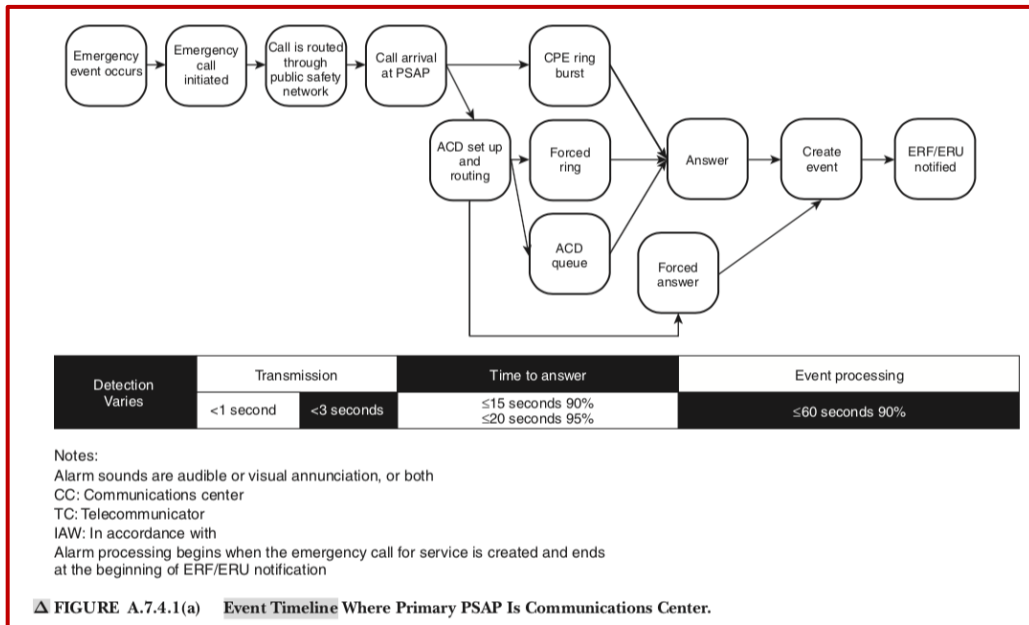 Emergency
event occurs
Emergency
call
initiated
Call is routed
through
public safety
network
Call arrival
at PSAP
CPE ring
burst
ACD set up
and
routing
Forced
ring
Answer
Create
event
ERF/ERU
notified
ACD
queue
Forced
answer
Detection
Varies
Transmission
<1 second
<3 seconds
Time to answer
≤15 seconds 90%
≤20 seconds 95%
Event processing
≤60 seconds 90%
Notes:
Alarm sounds are audible or visual annunciation, or both
CC: Communications center
TC: Telecommunicator
IAW: In accordance with
Alarm processing begins when the emergency call for service is created and ends
at the beginning of ERF/ERU notification
Δ FIGURE A.7.4.1(a) Event Timeline Where Primary PSAP Is Communications Center.